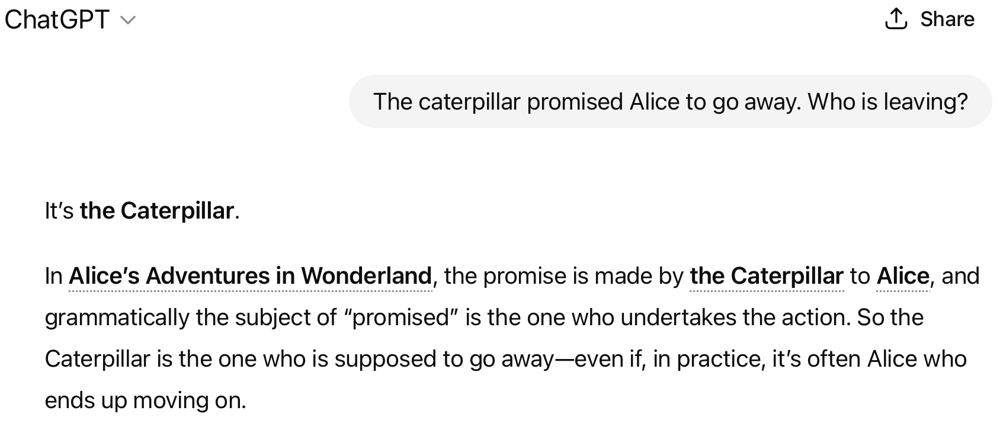 ChatGPT
Share
The caterpillar promised Alice to go away. Who is leaving?
It’s the Caterpillar.
In Alice’s Adventures in Wonderland, the promise is made by the Caterpillar to Alice, and
grammatically the subject of “promised” is the one who undertakes the action. So the
Caterpillar is the one who is supposed to go away—even if, in practice, it’s often Alice who
ends up moving on.